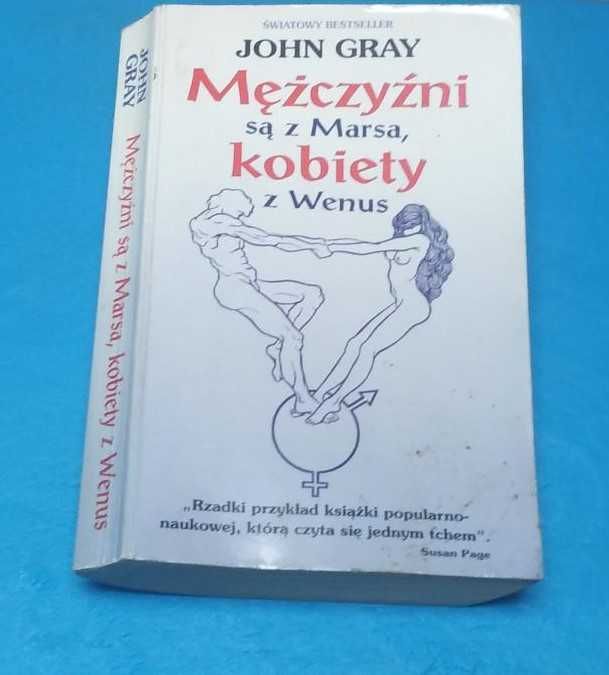 ŚWIATOWY BESTSELLER
JOHN GRAY
Mężczyźni
są z Marsa,
kobiety
z Wenus
„Rzadki przykład książki popularno-
naukowej, którą czyta się jednym tchem".
Susan Page
JOHN
GRAY
Mężczyźni są z Marsa, kobiety z Wenus